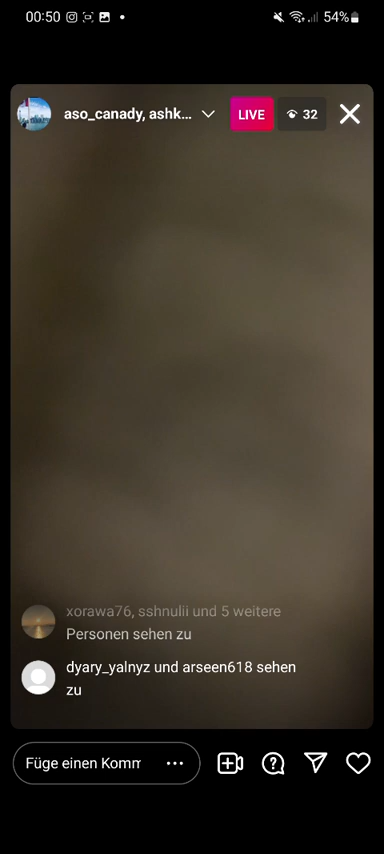 00:50 54%
aso_canady, ashk... LIVE 32
xorawa76, sshnulii und 5 weitere
Personen sehen zu
dyary_yalnyz und arseen618 sehen
zu
Füge einen Komm